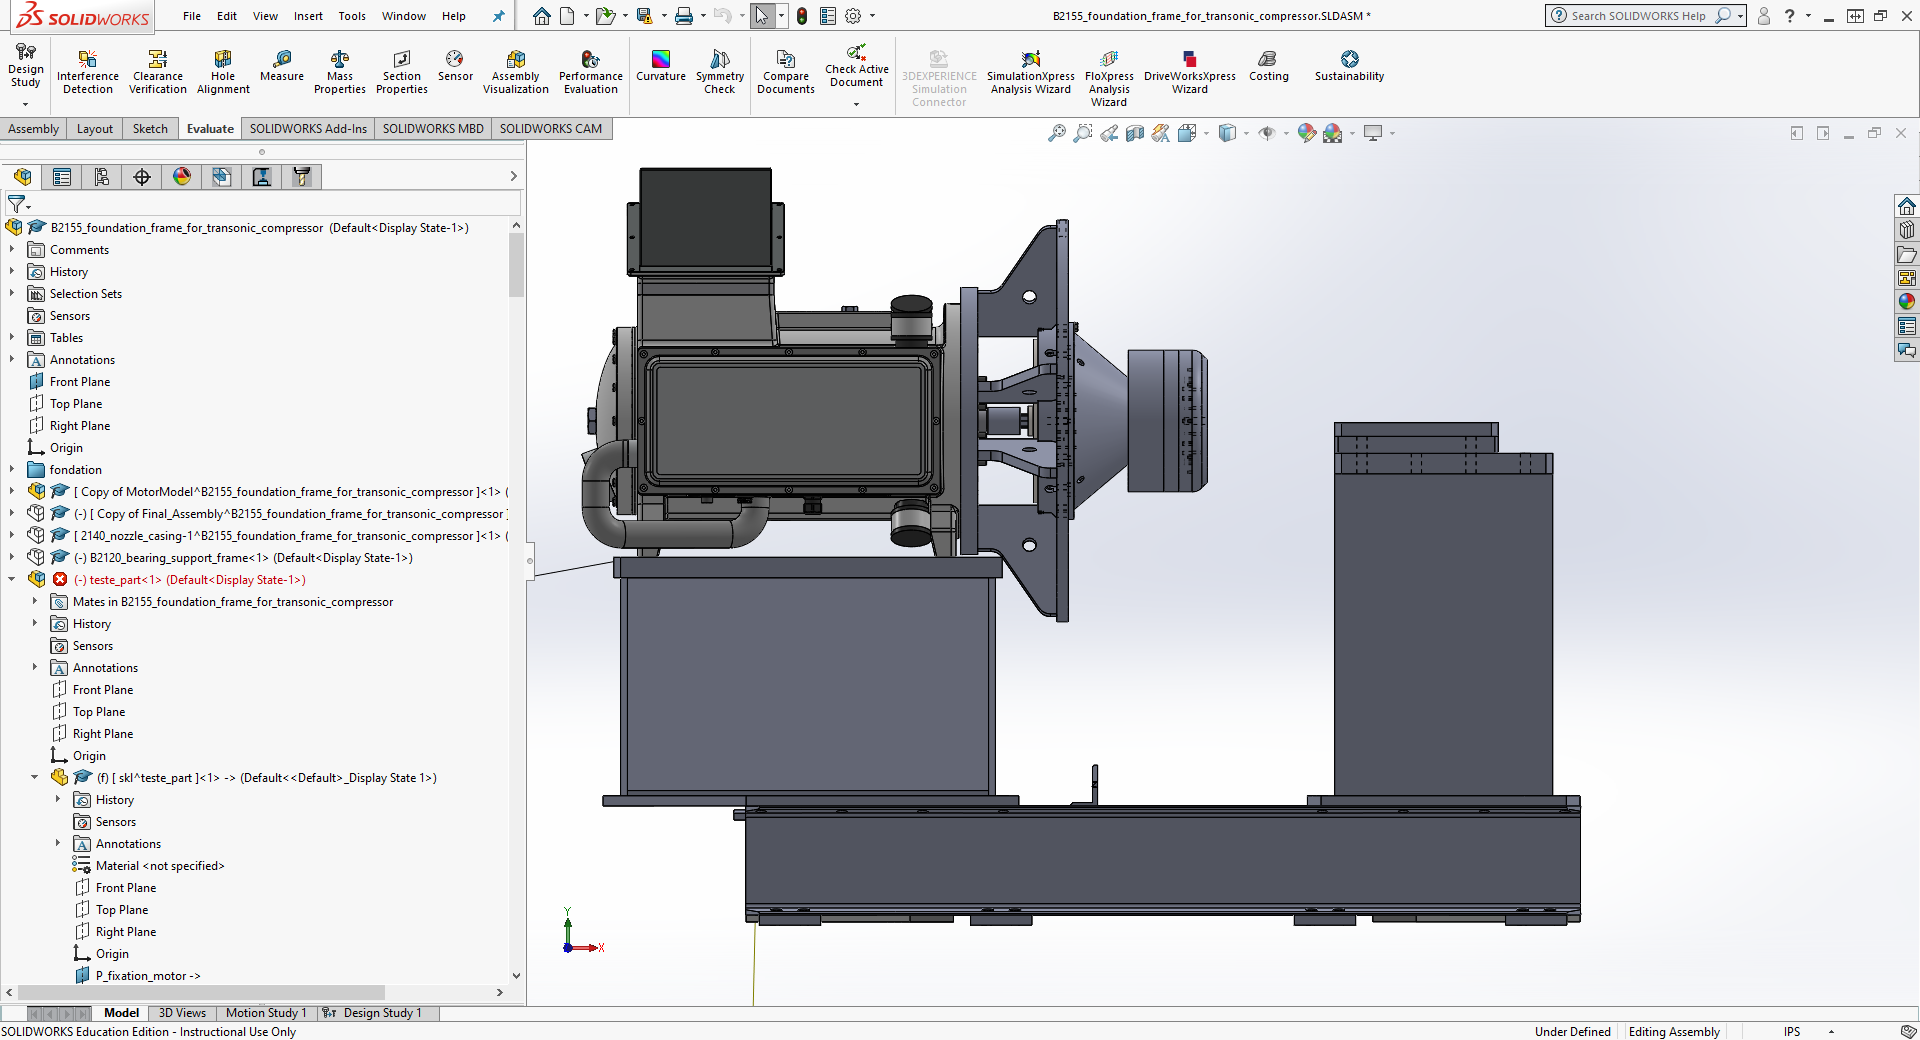 SOLIDWORKS
File Edit View Insert Tools Window Help
B2155_foundation_frame_for_transonic_compressor.SLDASM *
Search SOLIDWORKS Help
Design Study
Interference Detection
Clearance Verification
Hole Alignment
Measure
Mass Properties
Section Properties
Sensor
Assembly Visualization
Performance Evaluation
Curvature
Symmetry Check
Compare Documents
Check Active Document
3DEXPERIENCE Simulation Connector
SimulationXpress Analysis Wizard
FloXpress Analysis Wizard
DriveWorksXpress Wizard
Costing
Sustainability
Assembly Layout Sketch Evaluate SOLIDWORKS Add-Ins SOLIDWORKS MBD SOLIDWORKS CAM
B2155_foundation_frame_for_transonic_compressor (Default<Display State-1>)
Comments
History
Selection Sets
Sensors
Tables
Annotations
Front Plane
Top Plane
Right Plane
Origin
fondation
[ Copy of MotorModel^B2155_foundation_frame_for_transonic_compressor ]<1> (
(-) [ Copy of Final_Assembly^B2155_foundation_frame_for_transonic_compressor ]
[ 2140_nozzle_casing-1^B2155_foundation_frame_for_transonic_compressor ]<1> (
(-) B2120_bearing_support_frame<1> (Default<Display State-1>)
(-) teste_part<1> (Default<Display State-1>)
Mates in B2155_foundation_frame_for_transonic_compressor
History
Sensors
Annotations
Front Plane
Top Plane
Right Plane
Origin
(f) [ skl^teste_part ]<1> -> (Default<<Default>_Display State 1>)
History
Sensors
Annotations
Material <not specified>
Front Plane
Top Plane
Right Plane
Origin
P_fixation_motor ->
Y
X
Model 3D Views Motion Study 1 Design Study 1
SOLIDWORKS Education Edition - Instructional Use Only
Under Defined Editing Assembly IPS